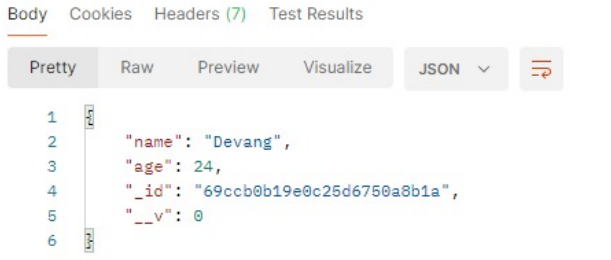 Body Cookies Headers (7) Test Results
Pretty Raw Preview Visualize JSON
1 {
2 "name": "Devang",
3 "age": 24,
4 "_id": "69ccb0b19e0c25d6750a8b1a",
5 "__v": 0
6 }